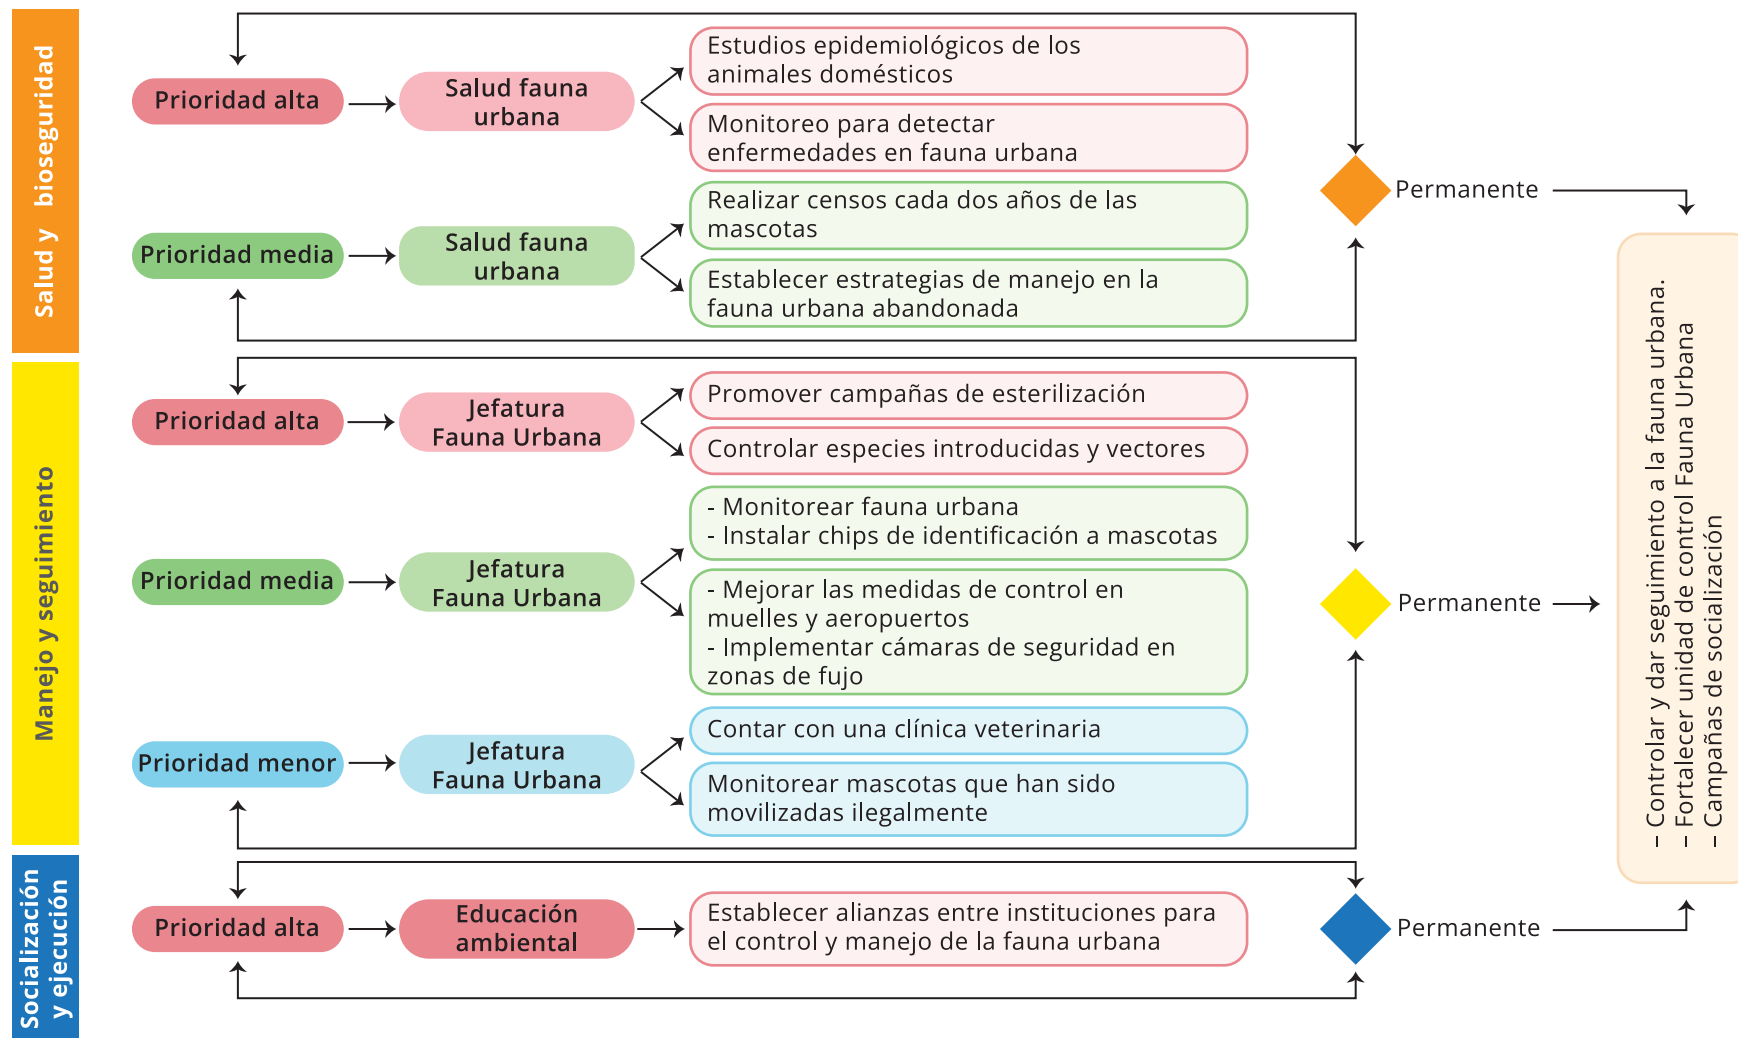 Salud y bioseguridad
Prioridad alta
Salud fauna
urbana
Estudios epidemiológicos de los
animales domésticos
Monitoreo para detectar
enfermedades en fauna urbana
Prioridad media
Salud fauna
urbana
Realizar censos cada dos años de las
mascotas
Establecer estrategias de manejo en la
fauna urbana abandonada
Permanente
Manejo y seguimiento
Prioridad alta
Jefatura
Fauna Urbana
Promover campañas de esterilización
Controlar especies introducidas y vectores
Prioridad media
Jefatura
Fauna Urbana
- Monitorear fauna urbana
- Instalar chips de identificación a mascotas
- Mejorar las medidas de control en
muelles y aeropuertos
- Implementar cámaras de seguridad en
zonas de fujo
Prioridad menor
Jefatura
Fauna Urbana
Contar con una clínica veterinaria
Monitorear mascotas que han sido
movilizadas ilegalmente
Permanente
Socialización
y ejecución
Prioridad alta
Educación
ambiental
Establecer alianzas entre instituciones para
el control y manejo de la fauna urbana
Permanente
– Controlar y dar seguimiento a la fauna urbana.
– Fortalecer unidad de control Fauna Urbana
– Campañas de socialización